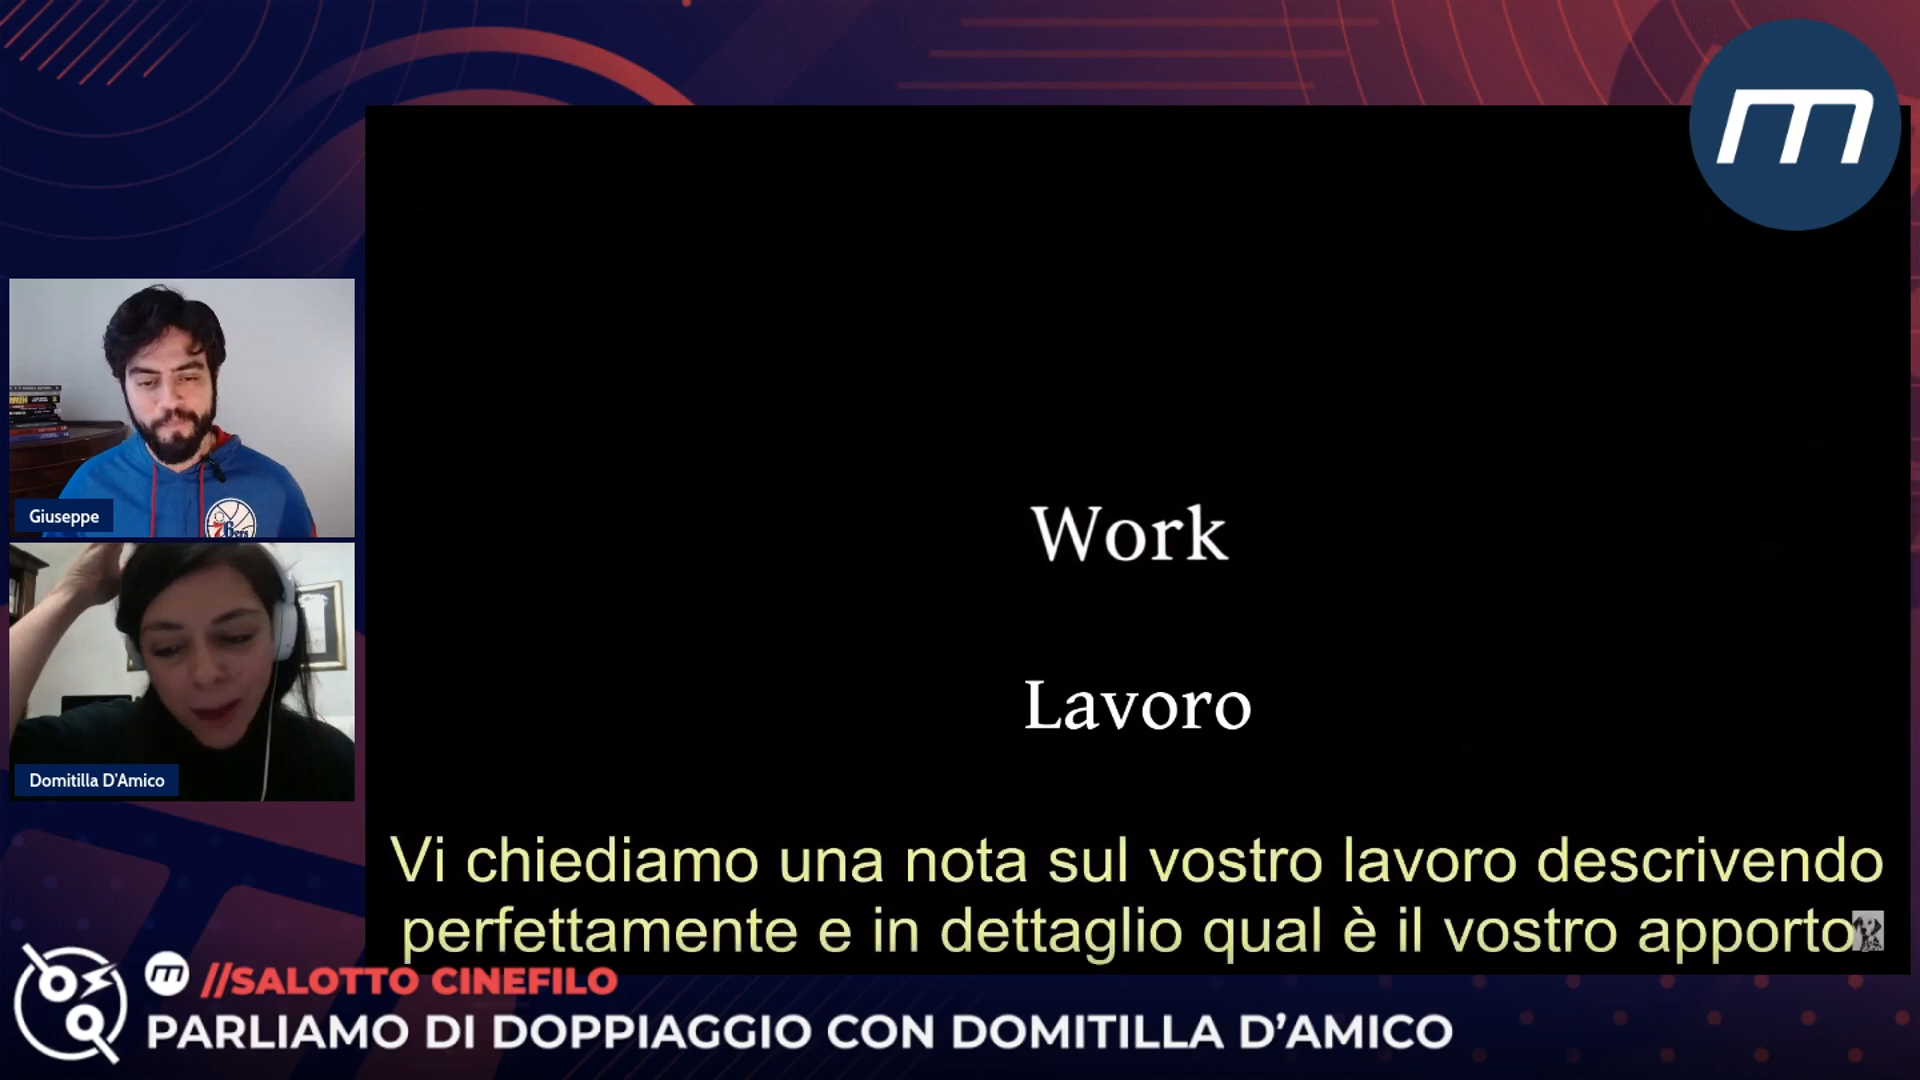 Work
Lavoro
Vi chiediamo una nota sul vostro lavoro descrivendo
perfettamente e in dettaglio qual è il vostro apporto
Giuseppe
Domitilla D'Amico
//SALOTTO CINEFILO
PARLIAMO DI DOPPIAGGIO CON DOMITILLA D'AMICO